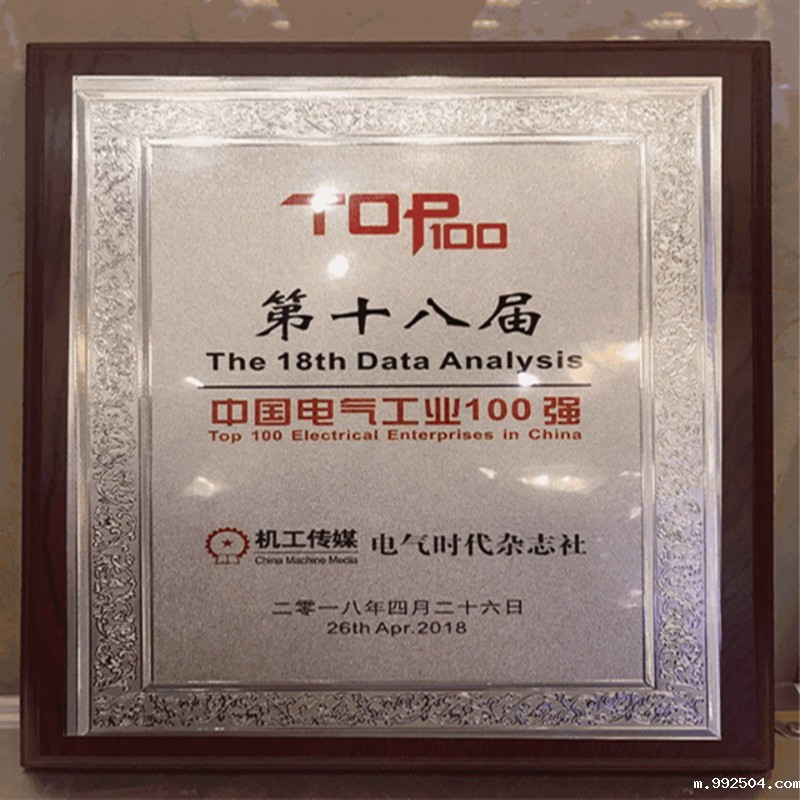 TOP100
第十八届
The 18th Data Analysis
中国电气工业100强
Top 100 Electrical Enterprises in China
机工传媒 电气时代杂志社
China Machine Media
二零一八年四月二十六日
26th Apr.2018
m.992504.com